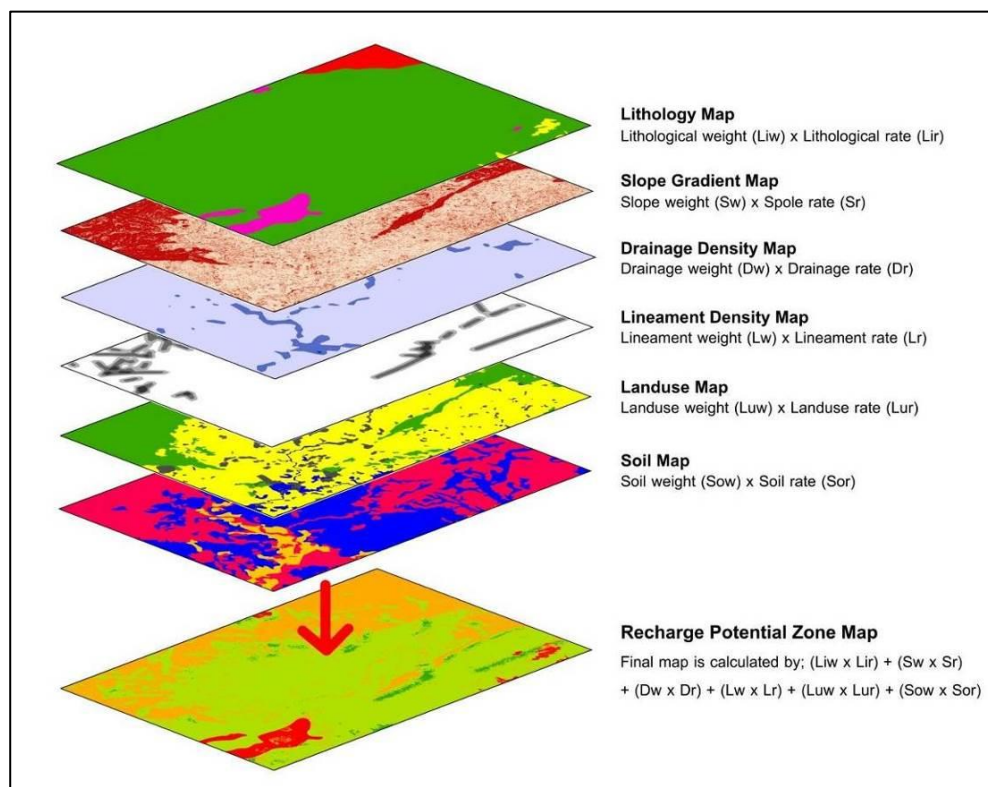 Lithology Map
Lithological weight (Liw) x Lithological rate (Lir)
Slope Gradient Map
Slope weight (Sw) x Spole rate (Sr)
Drainage Density Map
Drainage weight (Dw) x Drainage rate (Dr)
Lineament Density Map
Lineament weight (Lw) x Lineament rate (Lr)
Landuse Map
Landuse weight (Luw) x Landuse rate (Lur)
Soil Map
Soil weight (Sow) x Soil rate (Sor)
Recharge Potential Zone Map
Final map is calculated by; (Liw x Lir) + (Sw x Sr)
+ (Dw x Dr) + (Lw x Lr) + (Luw x Lur) + (Sow x Sor)